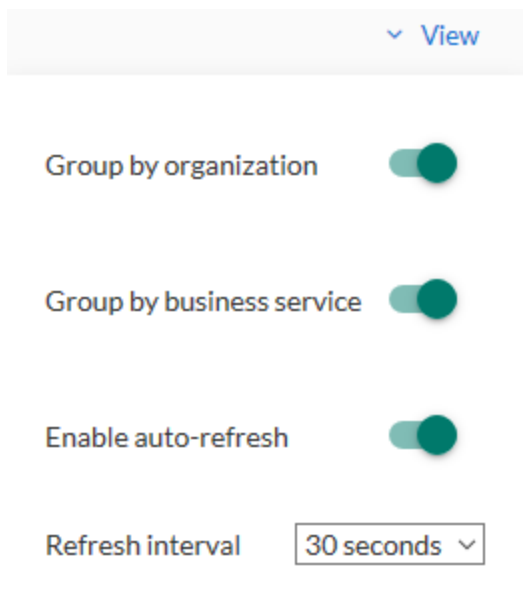 View
Group by organization
Group by business service
Enable auto-refresh
Refresh interval 30 seconds